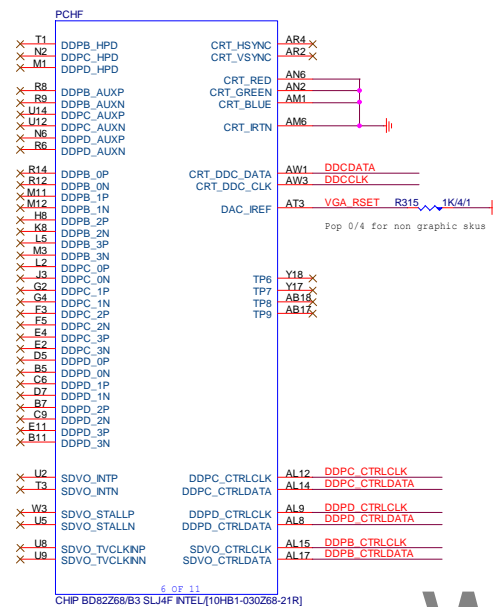 PCHF
T1 DDPB_HPD CRT_HSYNC AR4
N2 DDPC_HPD CRT_VSYNC AR2
M1 DDPD_HPD
CRT_RED AN6
R8 DDPB_AUXP CRT_GREEN AN2
R9 DDPB_AUXN CRT_BLUE AM1
U14 DDPC_AUXP
U12 DDPC_AUXN CRT_IRTN AM6
N6 DDPD_AUXP
R6 DDPD_AUXN
R14 DDPB_0P CRT_DDC_DATA AW1 DDCDATA
R12 DDPB_0N CRT_DDC_CLK AW3 DDCCLK
M11 DDPB_1P
M12 DDPB_1N DAC_IREF AT3 VGA_RSET R315 1K/4/1
H8 DDPB_2P
K8 DDPB_2N Pop 0/4 for non graphic skus
L5 DDPB_3P
M3 DDPB_3N
L2 DDPC_0P
J3 DDPC_0N TP6 Y18
G2 DDPC_1P TP7 Y17
G4 DDPC_1N TP8 AB18
F3 DDPC_2P TP9 AB17
F5 DDPC_2N
E4 DDPC_3P
E2 DDPC_3N
D5 DDPD_0P
B5 DDPD_0N
C6 DDPD_1P
D7 DDPD_1N
B7 DDPD_2P
C9 DDPD_2N
E11 DDPD_3P
B11 DDPD_3N
U2 SDVO_INTP DDPC_CTRLCLK AL12 DDPC_CTRLCLK
T3 SDVO_INTN DDPC_CTRLDATA AL14 DDPC_CTRLDATA
W3 SDVO_STALLP DDPD_CTRLCLK AL9 DDPD_CTRLCLK
U5 SDVO_STALLN DDPD_CTRLDATA AL8 DDPD_CTRLDATA
U8 SDVO_TVCLKINP SDVO_CTRLCLK AL15 DDPB_CTRLCLK
U9 SDVO_TVCLKINN SDVO_CTRLDATA AL17 DDPB_CTRLDATA
6 OF 11
CHIP BD82Z68/B3 SLJ4F INTEL/[10HB1-030Z68-21R]